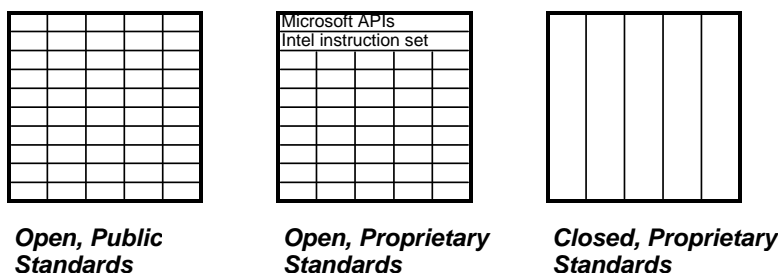 Microsoft APIs
Intel instruction set
Open, Public
Standards
Open, Proprietary
Standards
Closed, Proprietary
Standards